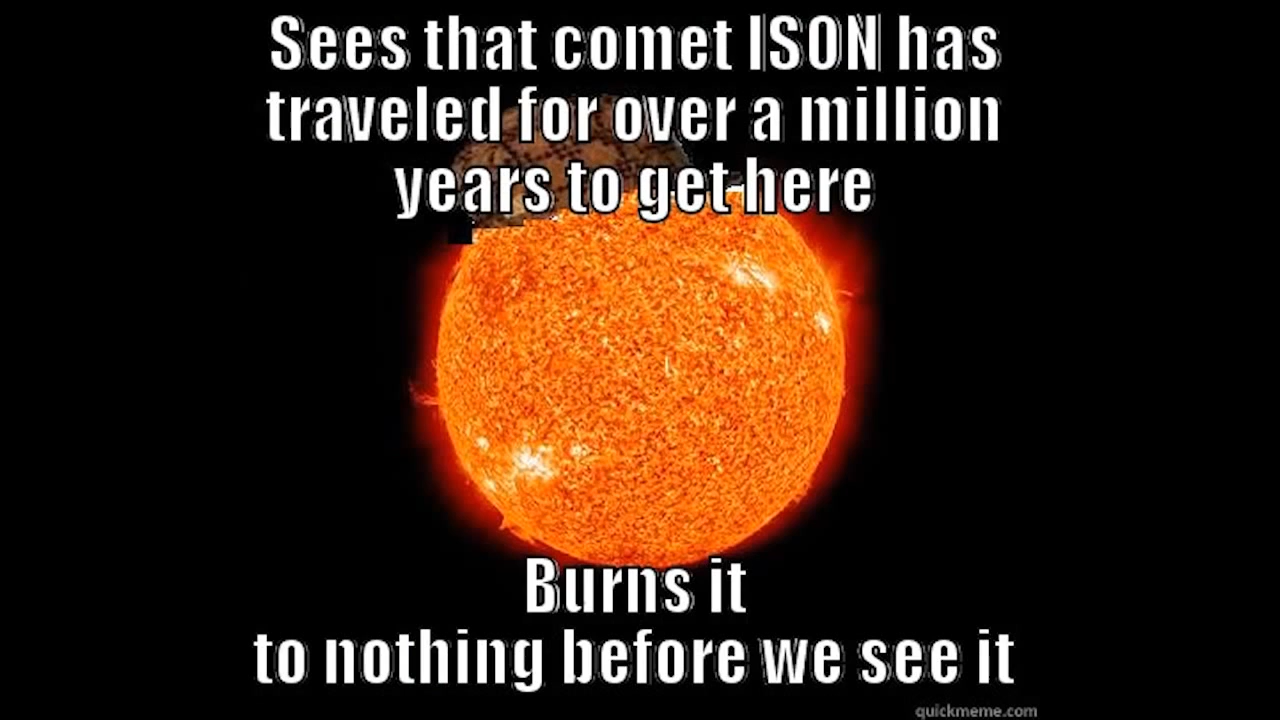 Sees that comet ISON has
traveled for over a million
years to get here
Burns it
to nothing before we see it
quickmeme.com